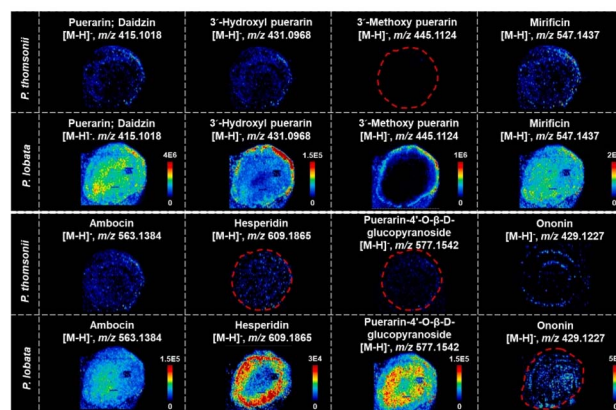 P. thomsonii
Puerarin; Daidzin
[M-H]-, m/z 415.1018
3´-Hydroxyl puerarin
[M-H]-, m/z 431.0968
3´-Methoxy puerarin
[M-H]-, m/z 445.1124
Mirificin
[M-H]-, m/z 547.1437
P. lobata
Puerarin; Daidzin
[M-H]-, m/z 415.1018
4E6
0
3´-Hydroxyl puerarin
[M-H]-, m/z 431.0968
1.5E5
0
3´-Methoxy puerarin
[M-H]-, m/z 445.1124
1E6
0
Mirificin
[M-H]-, m/z 547.1437
0
P. thomsonii
Ambocin
[M-H]-, m/z 563.1384
Hesperidin
[M-H]-, m/z 609.1865
Puerarin-4'-O-β-D-
glucopyranoside
[M-H]-, m/z 577.1542
Ononin
[M-H]-, m/z 429.1227
P. lobata
Ambocin
[M-H]-, m/z 563.1384
1.5E5
0
Hesperidin
[M-H]-, m/z 609.1865
3E4
0
Puerarin-4'-O-β-D-
glucopyranoside
[M-H]-, m/z 577.1542
1.5E5
0
Ononin
[M-H]-, m/z 429.1227
0